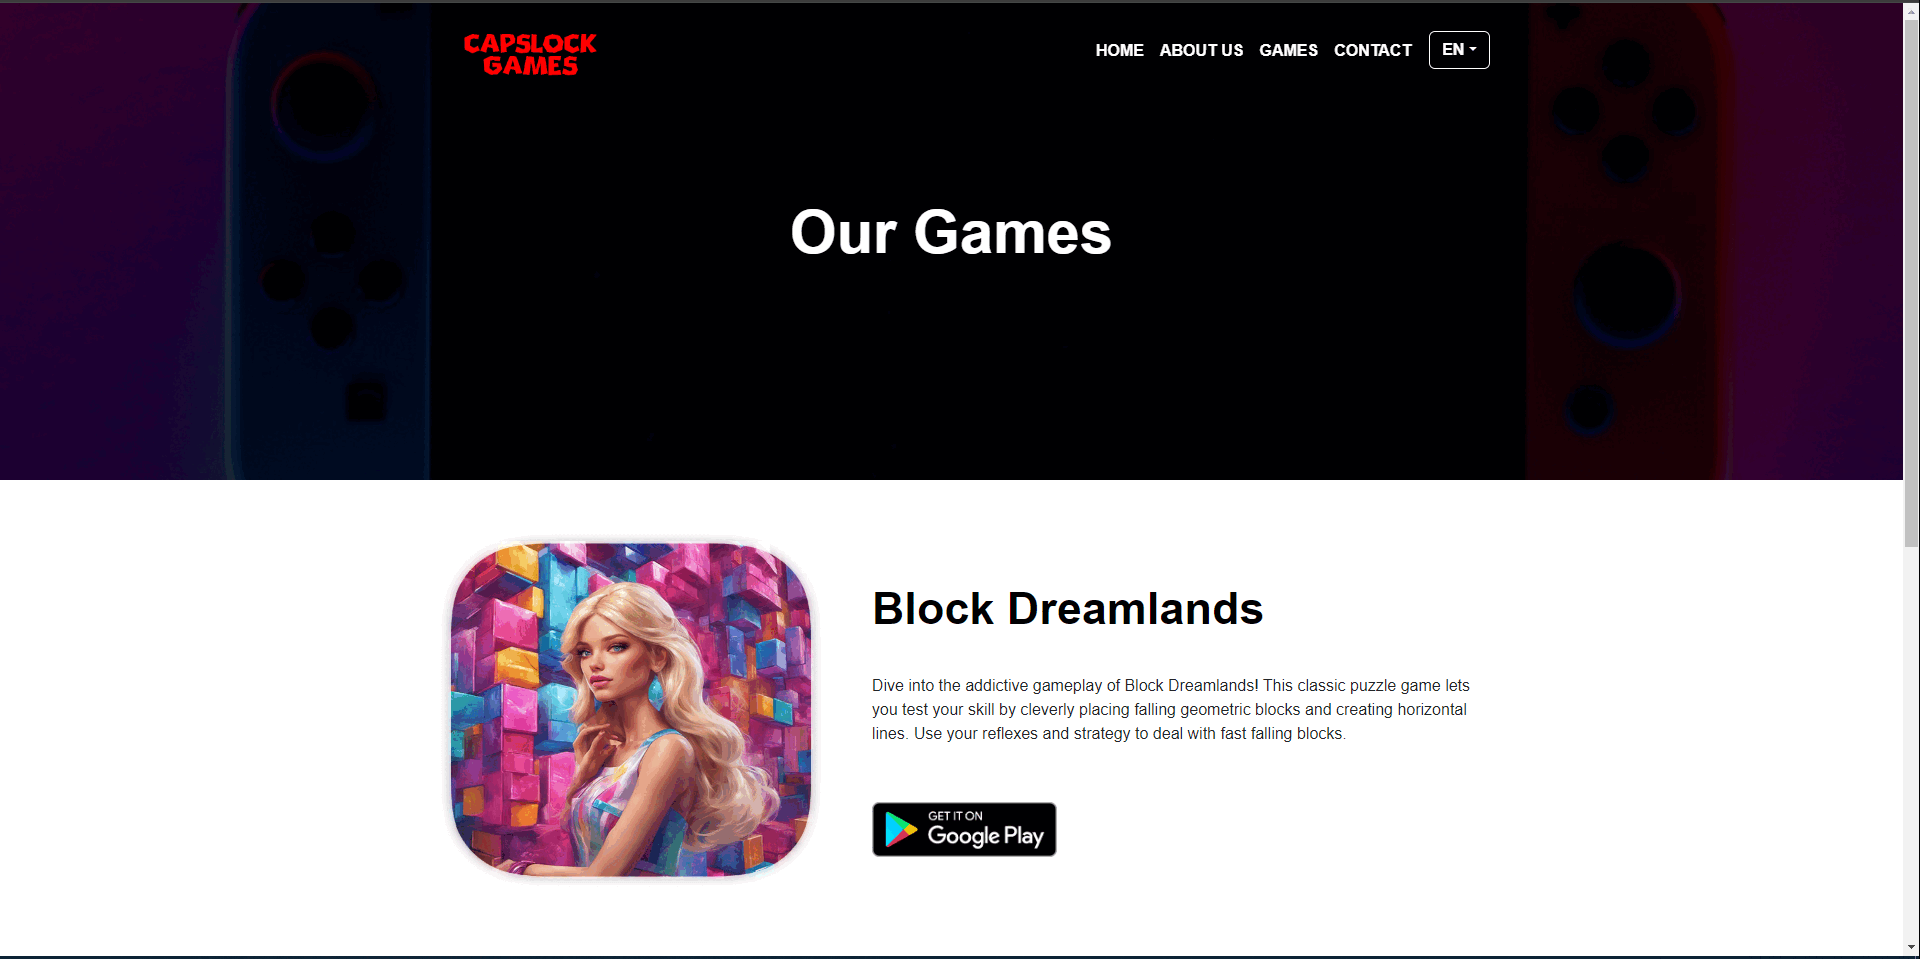 CAPSLOCK
GAMES
HOME ABOUT US GAMES CONTACT EN
Our Games
Block Dreamlands
Dive into the addictive gameplay of Block Dreamlands! This classic puzzle game lets
you test your skill by cleverly placing falling geometric blocks and creating horizontal
lines. Use your reflexes and strategy to deal with fast falling blocks.
GET IT ON
Google Play